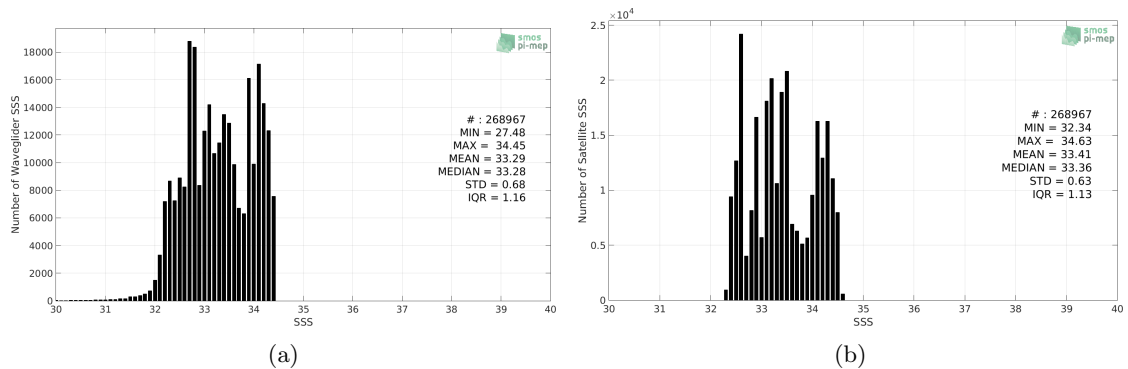 smos
pi-mep
18000
16000
14000
12000
10000
8000
6000
4000
2000
0
Number of Waveglider SSS
# : 268967
MIN = 27.48
MAX = 34.45
MEAN = 33.29
MEDIAN = 33.28
STD = 0.68
IQR = 1.16
30 31 32 33 34 35 36 37 38 39 40
SSS
(a)
×10⁴
smos
pi-mep
2.5
2
1.5
1
0.5
0
Number of Satellite SSS
# : 268967
MIN = 32.34
MAX = 34.63
MEAN = 33.41
MEDIAN = 33.36
STD = 0.63
IQR = 1.13
30 31 32 33 34 35 36 37 38 39 40
SSS
(b)